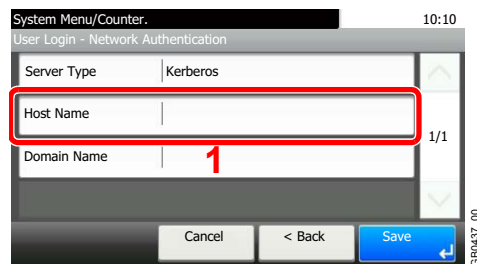 System Menu/Counter. 10:10
User Login - Network Authentication
Server Type Kerberos
Host Name
1/1
Domain Name
1
Cancel < Back Save
GB0437_00